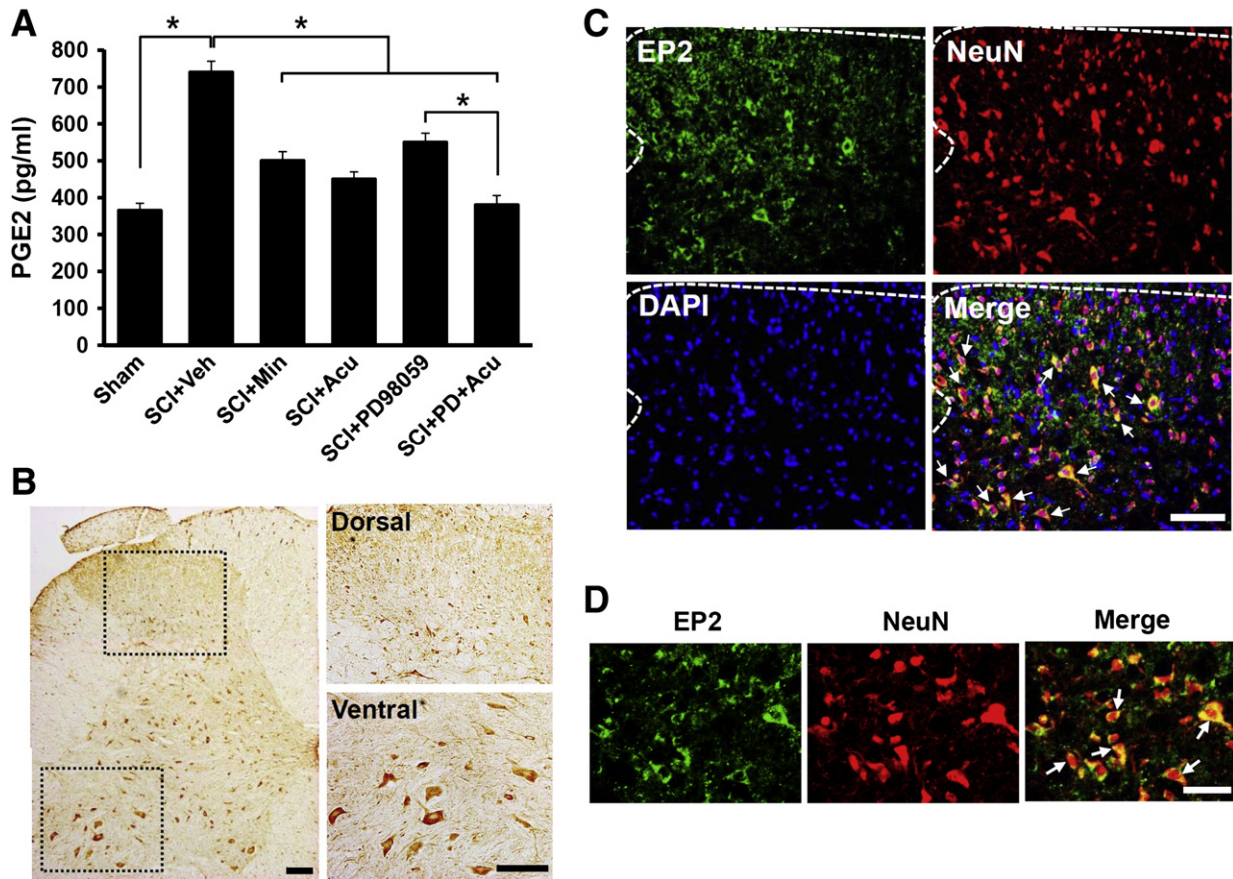 A
*
*
*
800
700
600
500
400
300
200
100
0
PGE2 (pg/ml)
Sham
SCI+Veh
SCI+Min
SCI+Acu
SCI+PD98059
SCI+PD+Acu
B
Dorsal
Ventral
C
EP2
NeuN
DAPI
Merge
D
EP2
NeuN
Merge